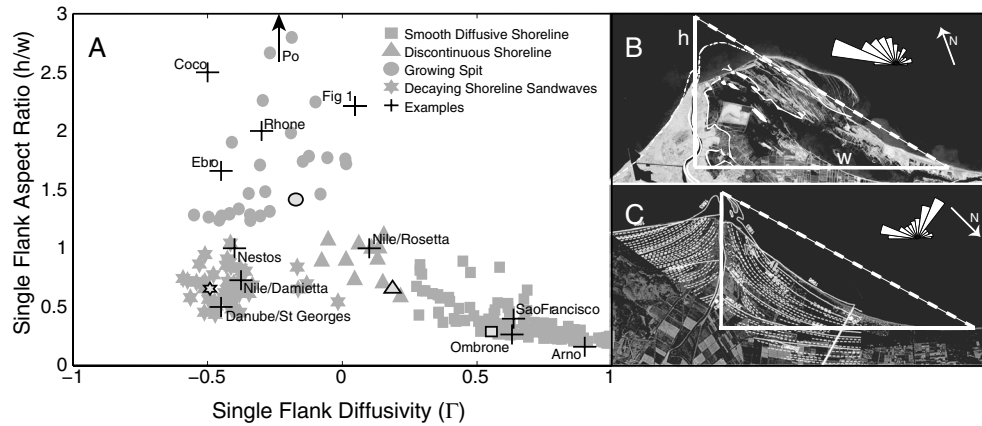 A
Smooth Diffusive Shoreline
Discontinuous Shoreline
Growing Spit
Decaying Shoreline Sandwaves
Examples
Po
Coco
Fig 1
Rhone
Ebro
Nile/Rosetta
Nestos
Nile/Damietta
Danube/St Georges
SaoFrancisco
Ombrone
Arno
3
2.5
2
1.5
1
0.5
0
−1
−0.5
0
0.5
1
Single Flank Aspect Ratio (h/w)
Single Flank Diffusivity (Γ)
B
h
w
N
C
N